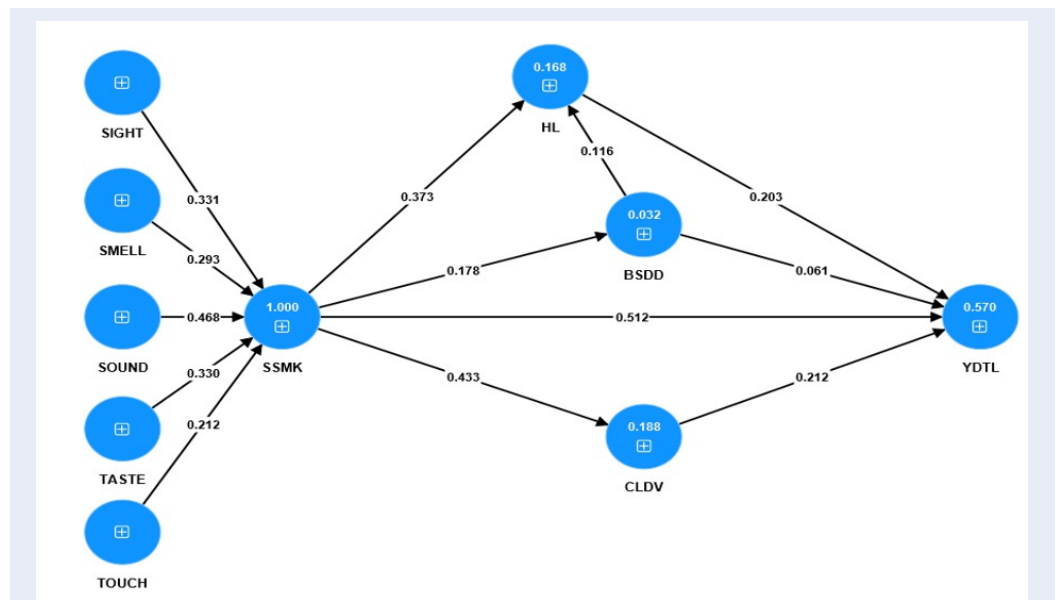 0.168
HL
SIGHT
0.116
0.331
0.373
0.203
SMELL
0.032
0.293
BSDD
0.178
0.061
1.000
0.468
0.512
0.570
SOUND
SSMK
YDTL
0.330
0.433
0.212
0.212
0.188
TASTE
CLDV
TOUCH